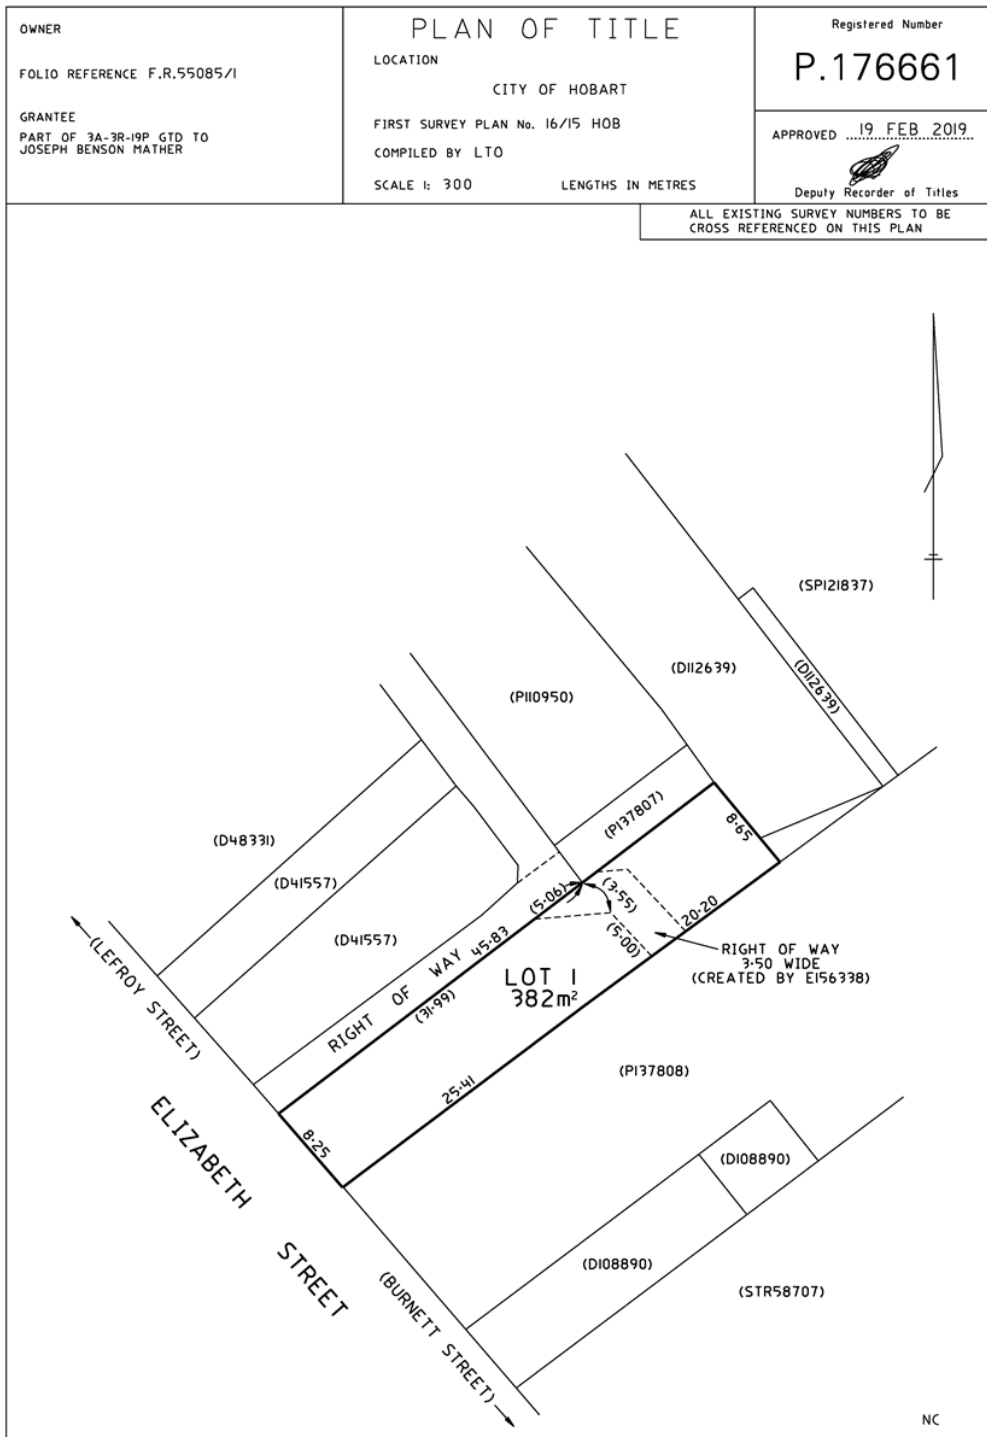 OWNER
FOLIO REFERENCE F.R.55085/1
GRANTEE
PART OF 3A-3R-19P GTD TO
JOSEPH BENSON MATHER
PLAN OF TITLE
LOCATION
CITY OF HOBART
FIRST SURVEY PLAN No. 16/15 HOB
COMPILED BY LTO
SCALE 1: 300 LENGTHS IN METRES
Registered Number
P.176661
APPROVED 19 FEB 2019
Deputy Recorder of Titles
ALL EXISTING SURVEY NUMBERS TO BE
CROSS REFERENCED ON THIS PLAN
(SP121837)
(D112639)
(D112639)
(P110950)
(P137807)
8·65
(D48331)
(D41557)
(D41557)
(5·06)
(3·55)
(5·00)
20·20
45·83
RIGHT OF WAY
(31·99)
LOT 1
382m²
RIGHT OF WAY
3·50 WIDE
(CREATED BY E156338)
(LEFROY STREET)
25·41
(P137808)
8·25
ELIZABETH STREET
(D108890)
(D108890)
(BURNETT STREET)
(STR58707)
NC